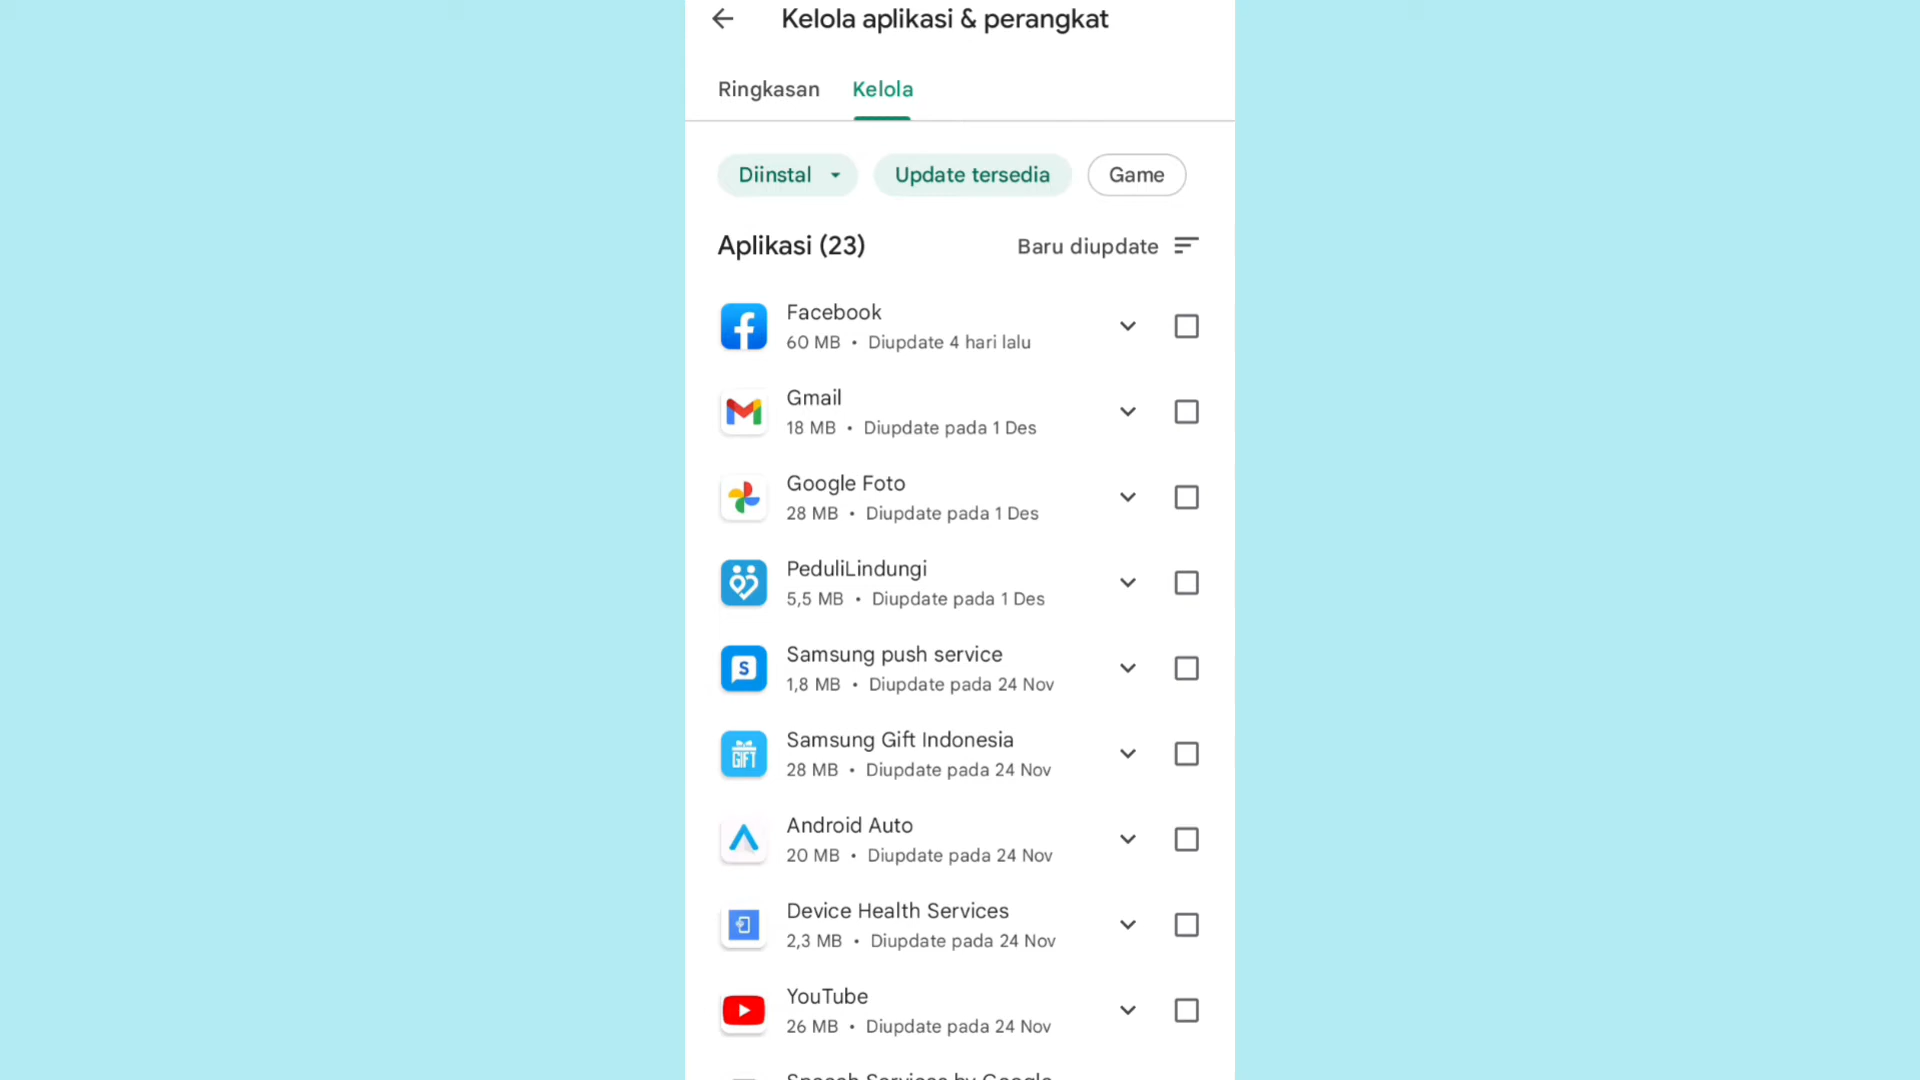 Kelola aplikasi & perangkat
Ringkasan Kelola
Diinstal Update tersedia Game
Aplikasi (23) Baru diupdate
Facebook
60 MB • Diupdate 4 hari lalu
Gmail
18 MB • Diupdate pada 1 Des
Google Foto
28 MB • Diupdate pada 1 Des
PeduliLindungi
5,5 MB • Diupdate pada 1 Des
Samsung push service
1,8 MB • Diupdate pada 24 Nov
Samsung Gift Indonesia
28 MB • Diupdate pada 24 Nov
Android Auto
20 MB • Diupdate pada 24 Nov
Device Health Services
2,3 MB • Diupdate pada 24 Nov
YouTube
26 MB • Diupdate pada 24 Nov
Speech Services by Google